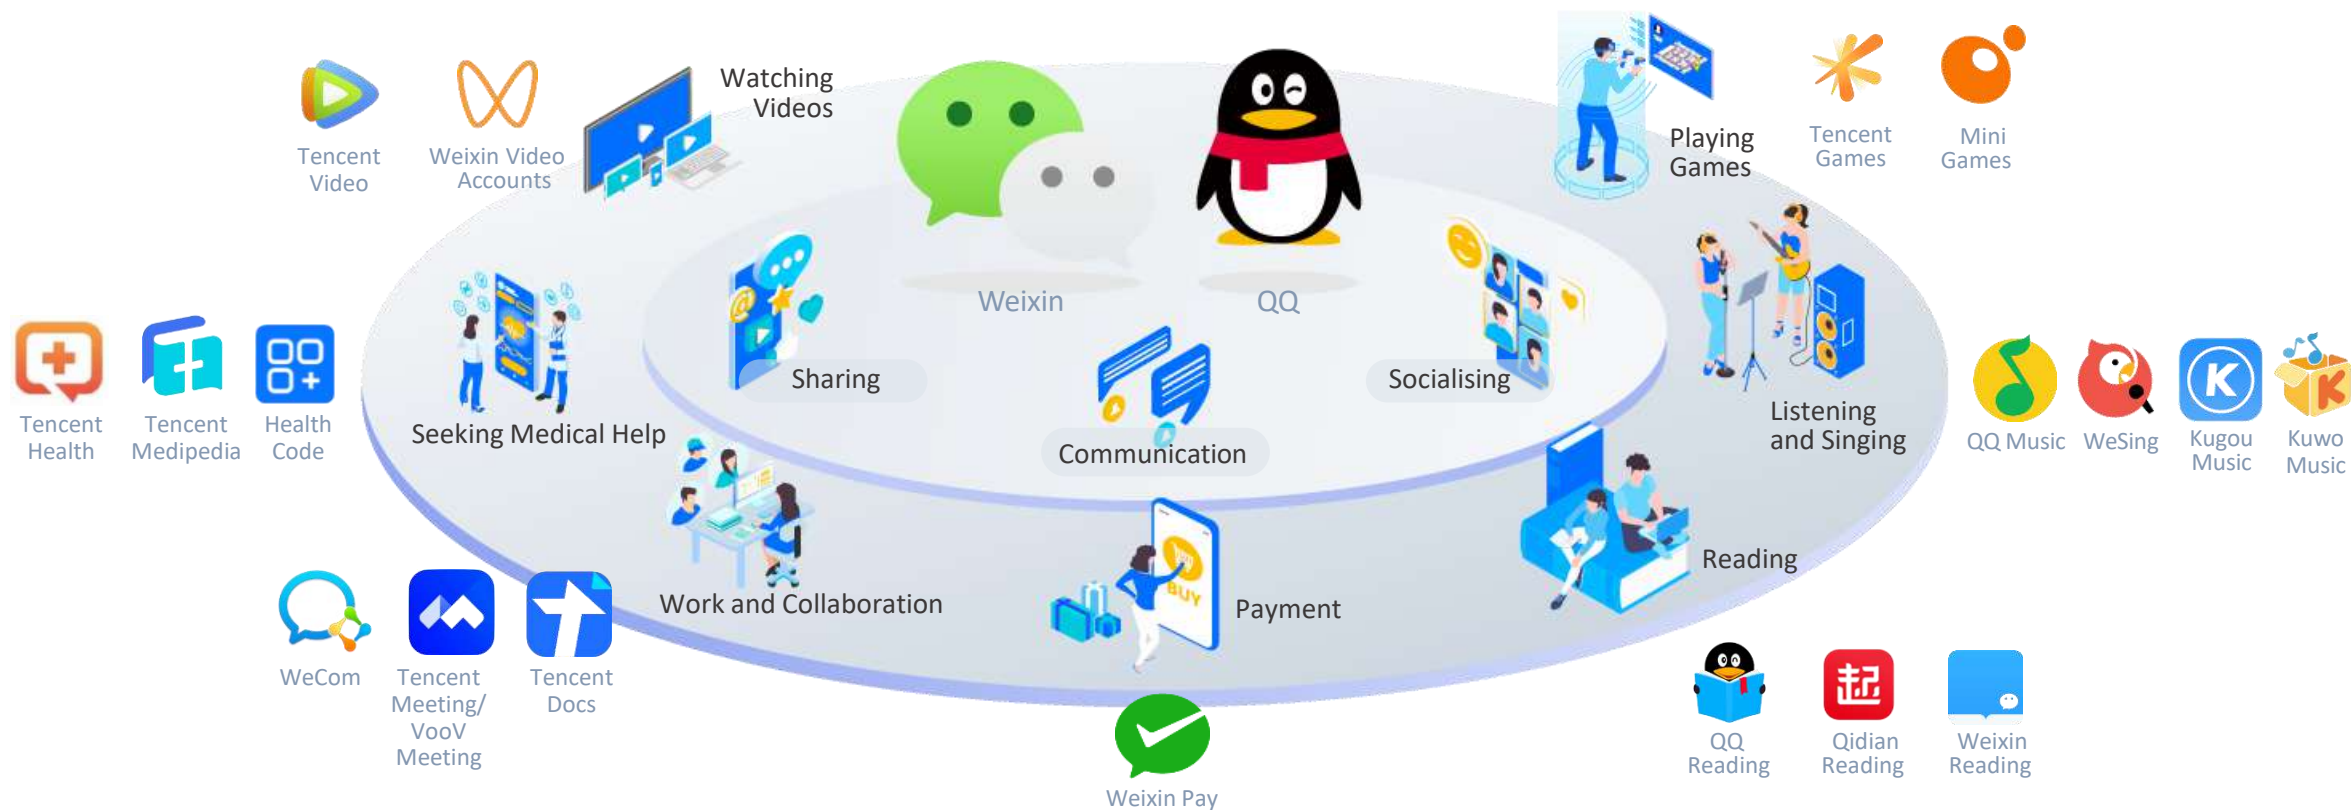 Watching
Videos
Tencent
Video
Weixin Video
Accounts
Playing
Games
Tencent
Games
Mini
Games
Weixin
QQ
Sharing
Socialising
Communication
Tencent
Health
Tencent
Medipedia
Health
Code
Seeking Medical Help
Listening
and Singing
QQ Music
WeSing
Kugou
Music
Kuwo
Music
Work and Collaboration
BUY
Payment
Reading
WeCom
Tencent
Meeting/
VooV
Meeting
Tencent
Docs
Weixin Pay
起
QQ
Reading
Qidian
Reading
Weixin
Reading
@
K
K